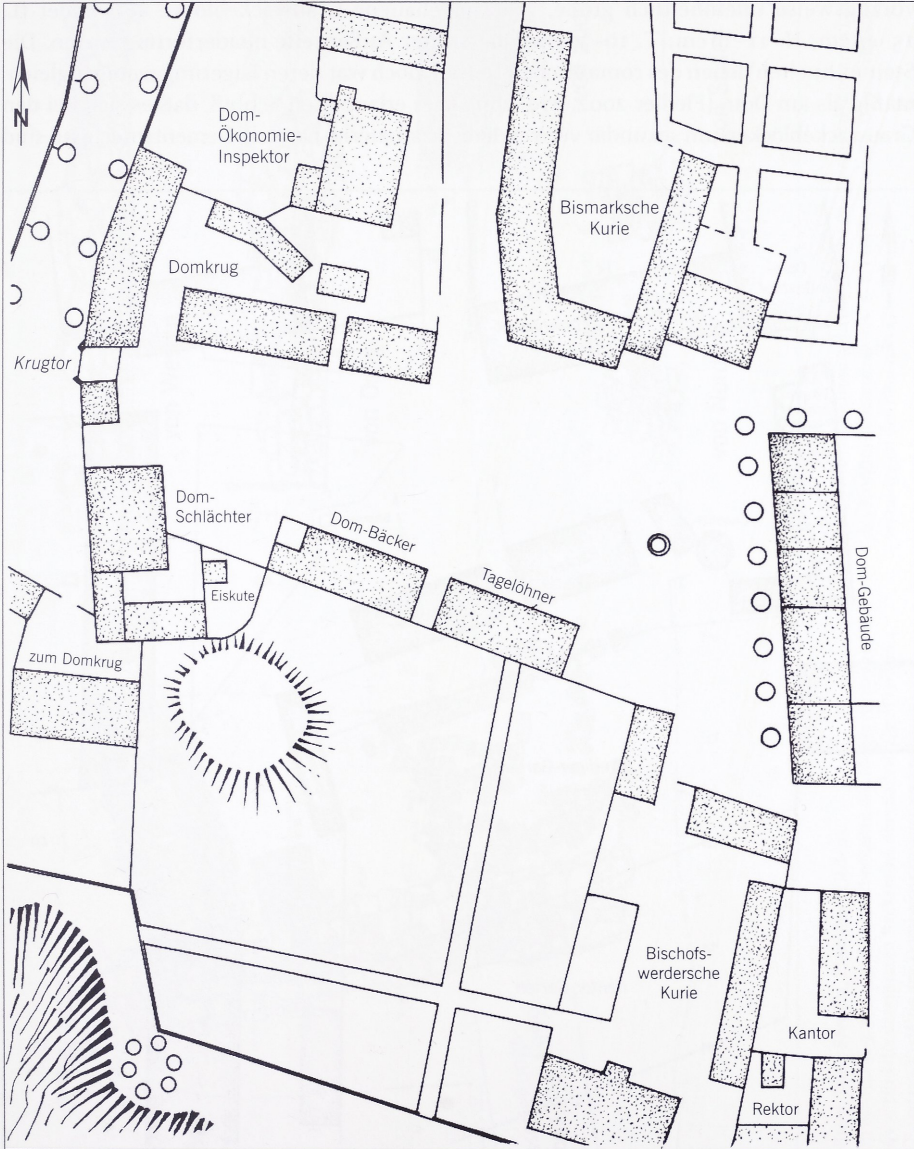 N
Dom-
Ökonomie-
Inspektor
Bismarksche
Kurie
Domkrug
Krugtor
Dom-
Schlächter
Dom-Bäcker
Tagelöhner
Eiskute
Dom-Gebäude
zum Domkrug
Bischofs-
werdersche
Kurie
Kantor
Rektor